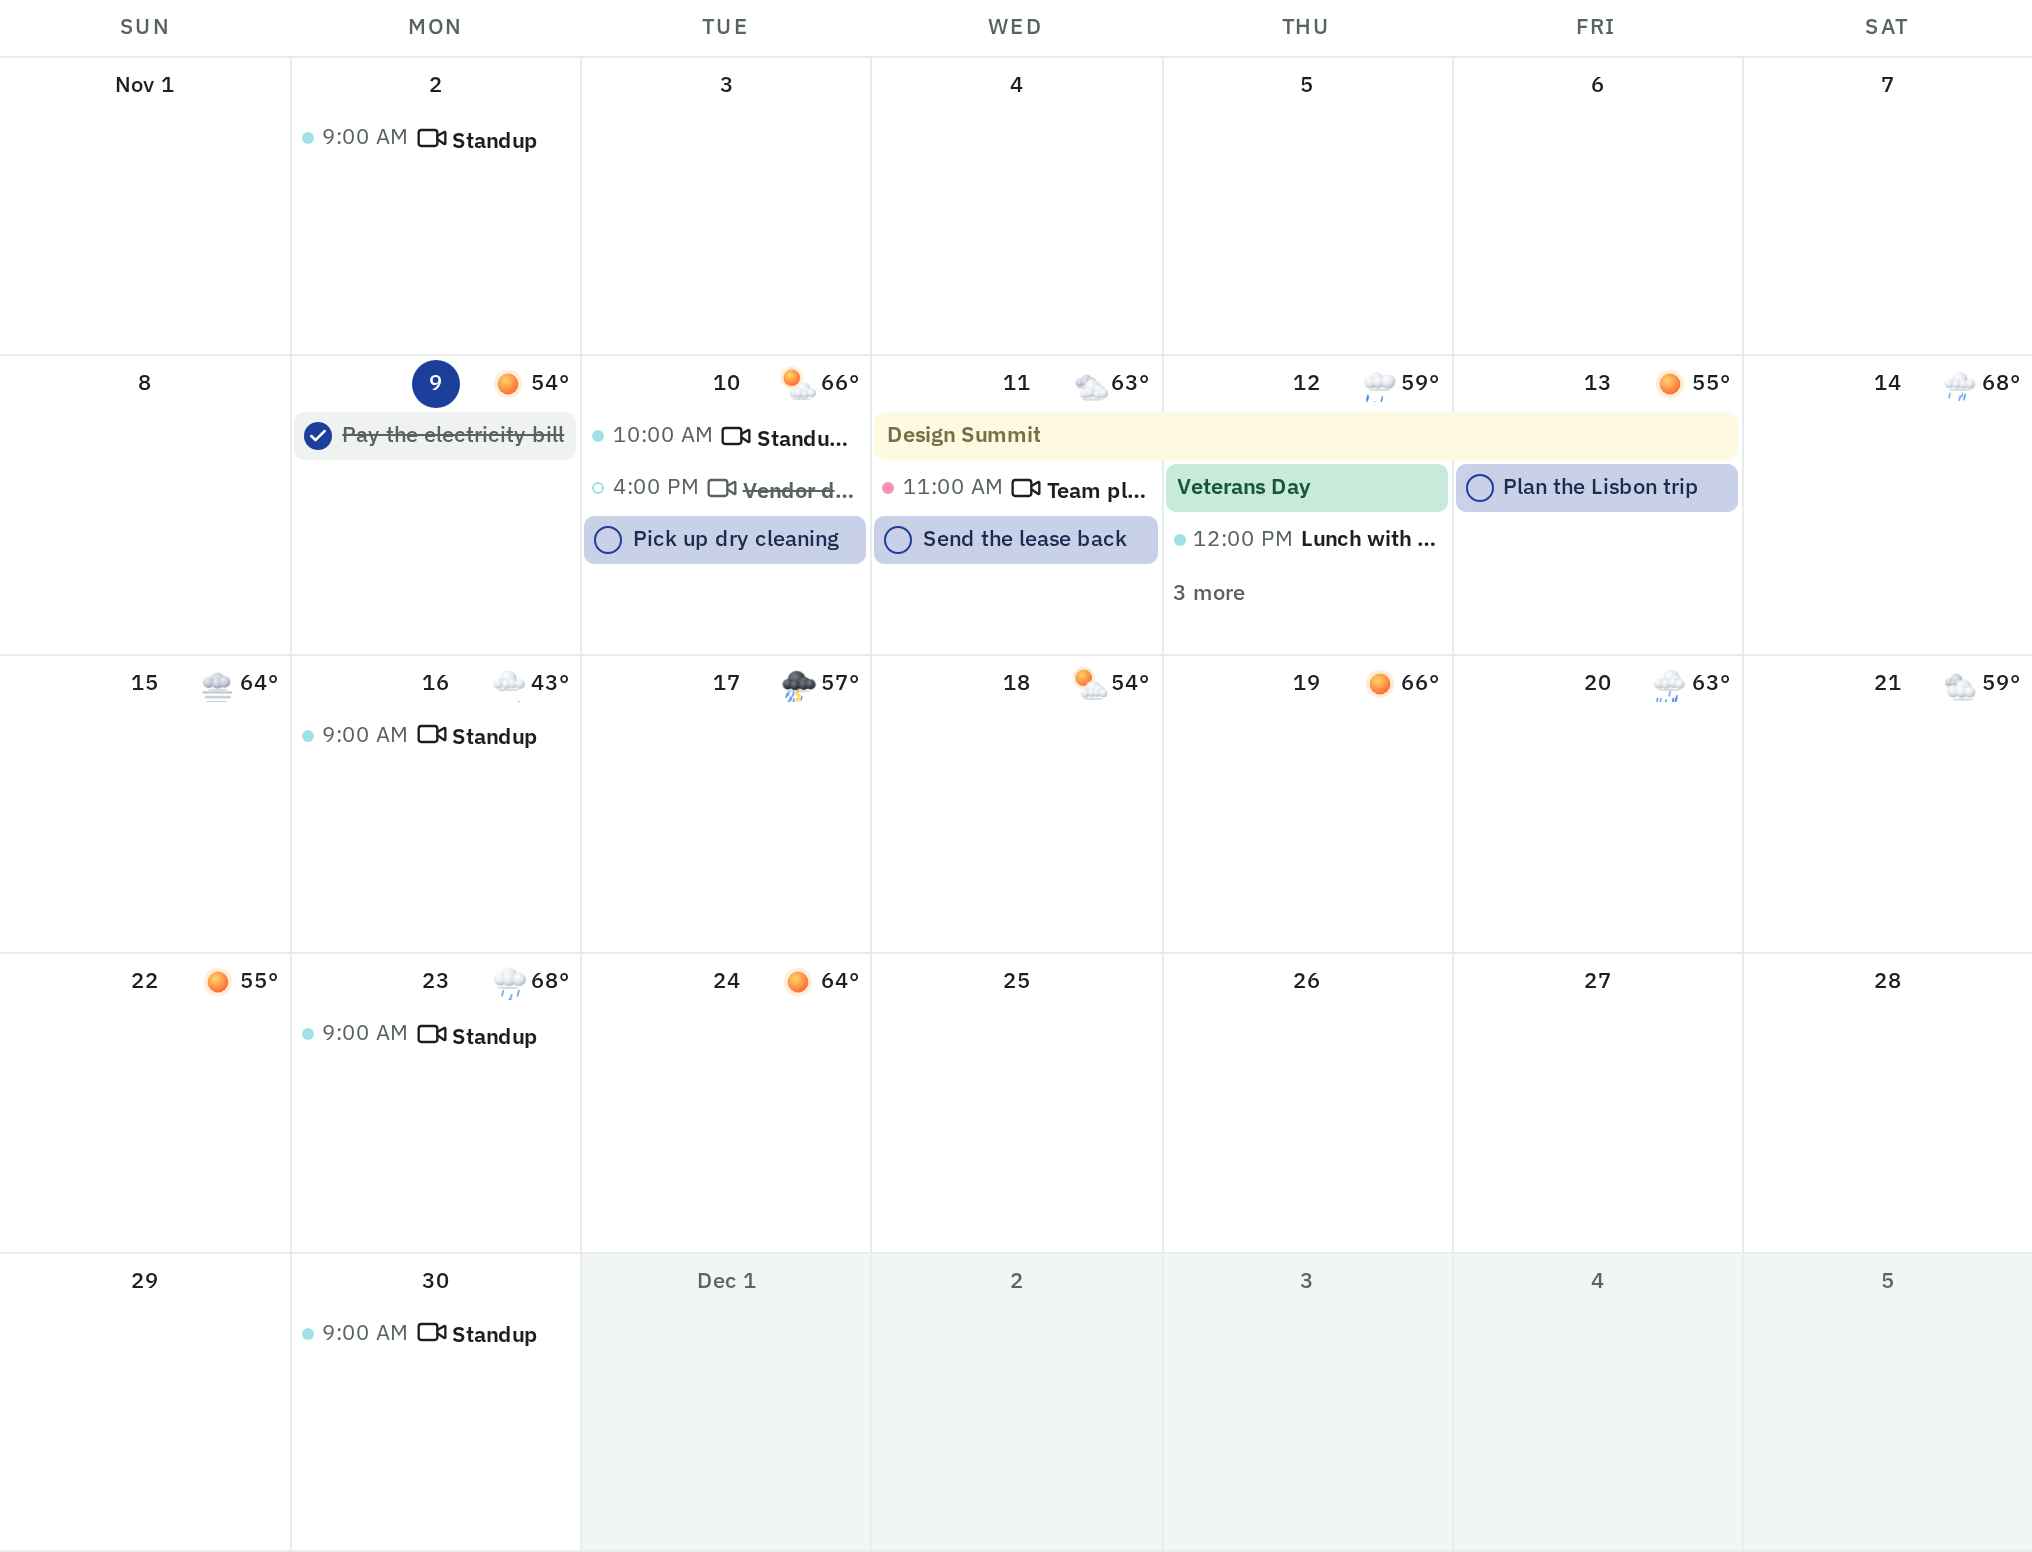 SUN MON TUE WED THU FRI SAT
Nov 1 2 3 4 5 6 7
9:00 AM Standup
8 9 54° 10 66° 11 63° 12 59° 13 55° 14 68°
Pay the electricity bill
10:00 AM Standu...
Design Summit
4:00 PM Vendor d...
11:00 AM Team pl...
Veterans Day
Plan the Lisbon trip
Pick up dry cleaning
Send the lease back
12:00 PM Lunch with ...
3 more
15 64° 16 43° 17 57° 18 54° 19 66° 20 63° 21 59°
9:00 AM Standup
22 55° 23 68° 24 64° 25 26 27 28
9:00 AM Standup
29 30 Dec 1 2 3 4 5
9:00 AM Standup